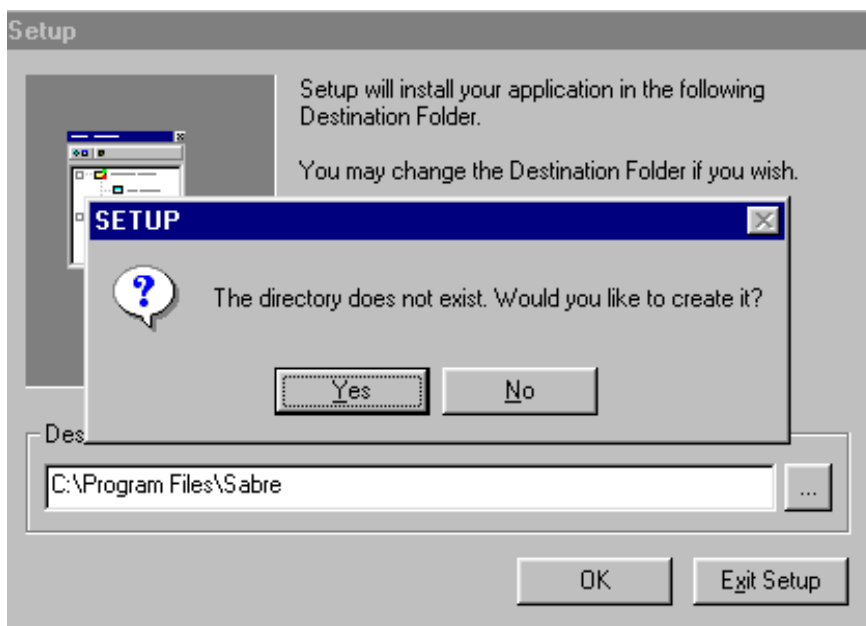 Setup
Setup will install your application in the following
Destination Folder.
You may change the Destination Folder if you wish.
SETUP
The directory does not exist. Would you like to create it?
Yes
No
Des
C:\Program Files\Sabre
...
OK
Exit Setup